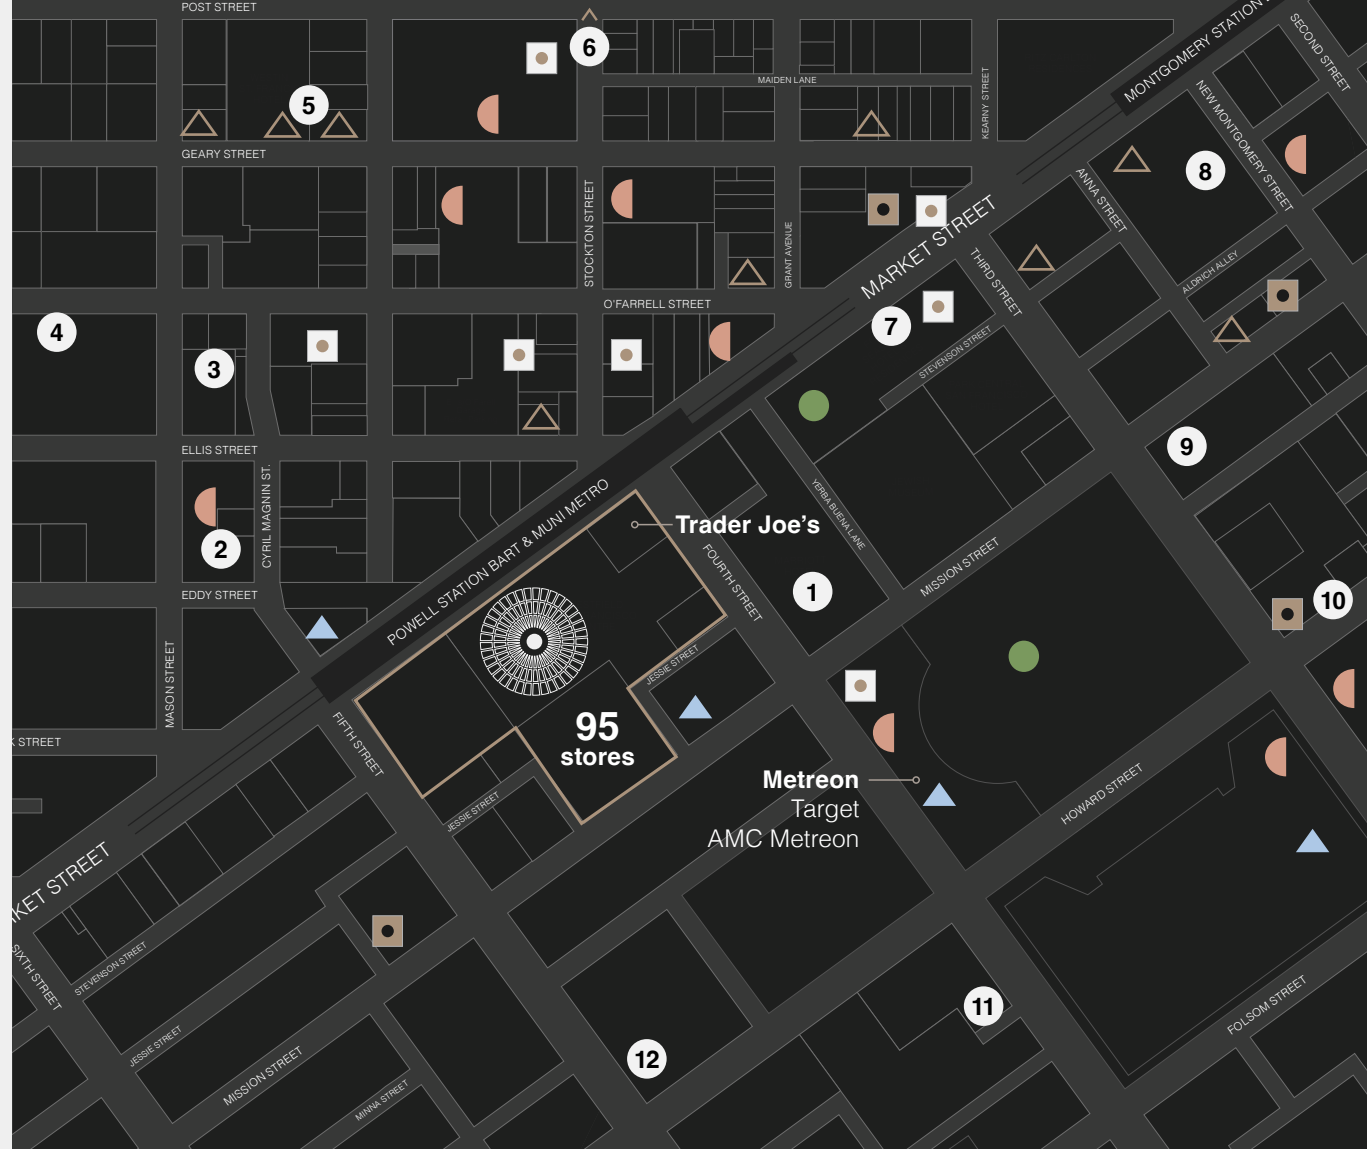 POST STREET
MONTGOMERY STATION
SECOND STREET
6
MAIDEN LANE
KEARNY STREET
NEW MONTGOMERY STREET
5
GEARY STREET
8
ANNA STREET
STOCKTON STREET
GRANT AVENUE
MARKET STREET
THIRD STREET
ALDRICH ALLEY
O'FARRELL STREET
4
7
3
STEVENSON STREET
ELLIS STREET
9
CYRIL MAGNIN ST.
POWELL STATION BART & MUNI METRO
YERBA BUENA LANE
Trader Joe's
2
FOURTH STREET
MISSION STREET
EDDY STREET
1
10
MASON STREET
JESSIE STREET
FIFTH STREET
95
stores
K STREET
Metreon
Target
AMC Metreon
HOWARD STREET
JESSIE STREET
KET STREET
STEVENSON STREET
SIXTH STREET
11
FOLSOM STREET
JESSIE STREET
12
MISSION STREET
MINNA STREET